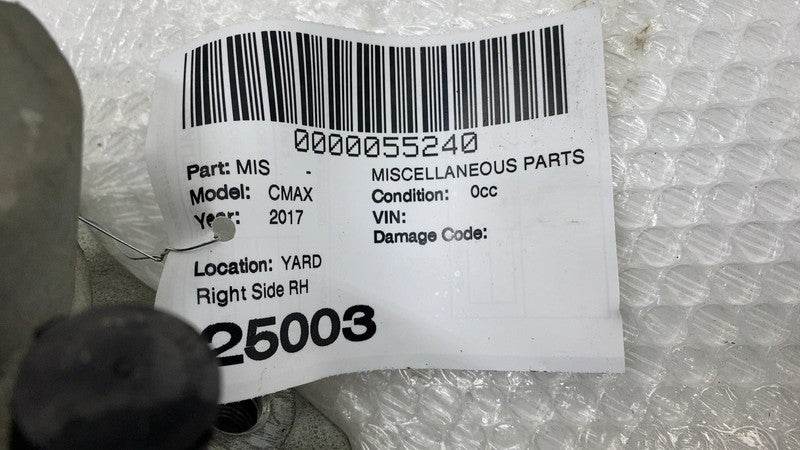 0000055240
Part: MIS - MISCELLANEOUS PARTS
Model: CMAX Condition: 0cc
Year: 2017 VIN:
Damage Code:
Location: YARD
Right Side RH
25003